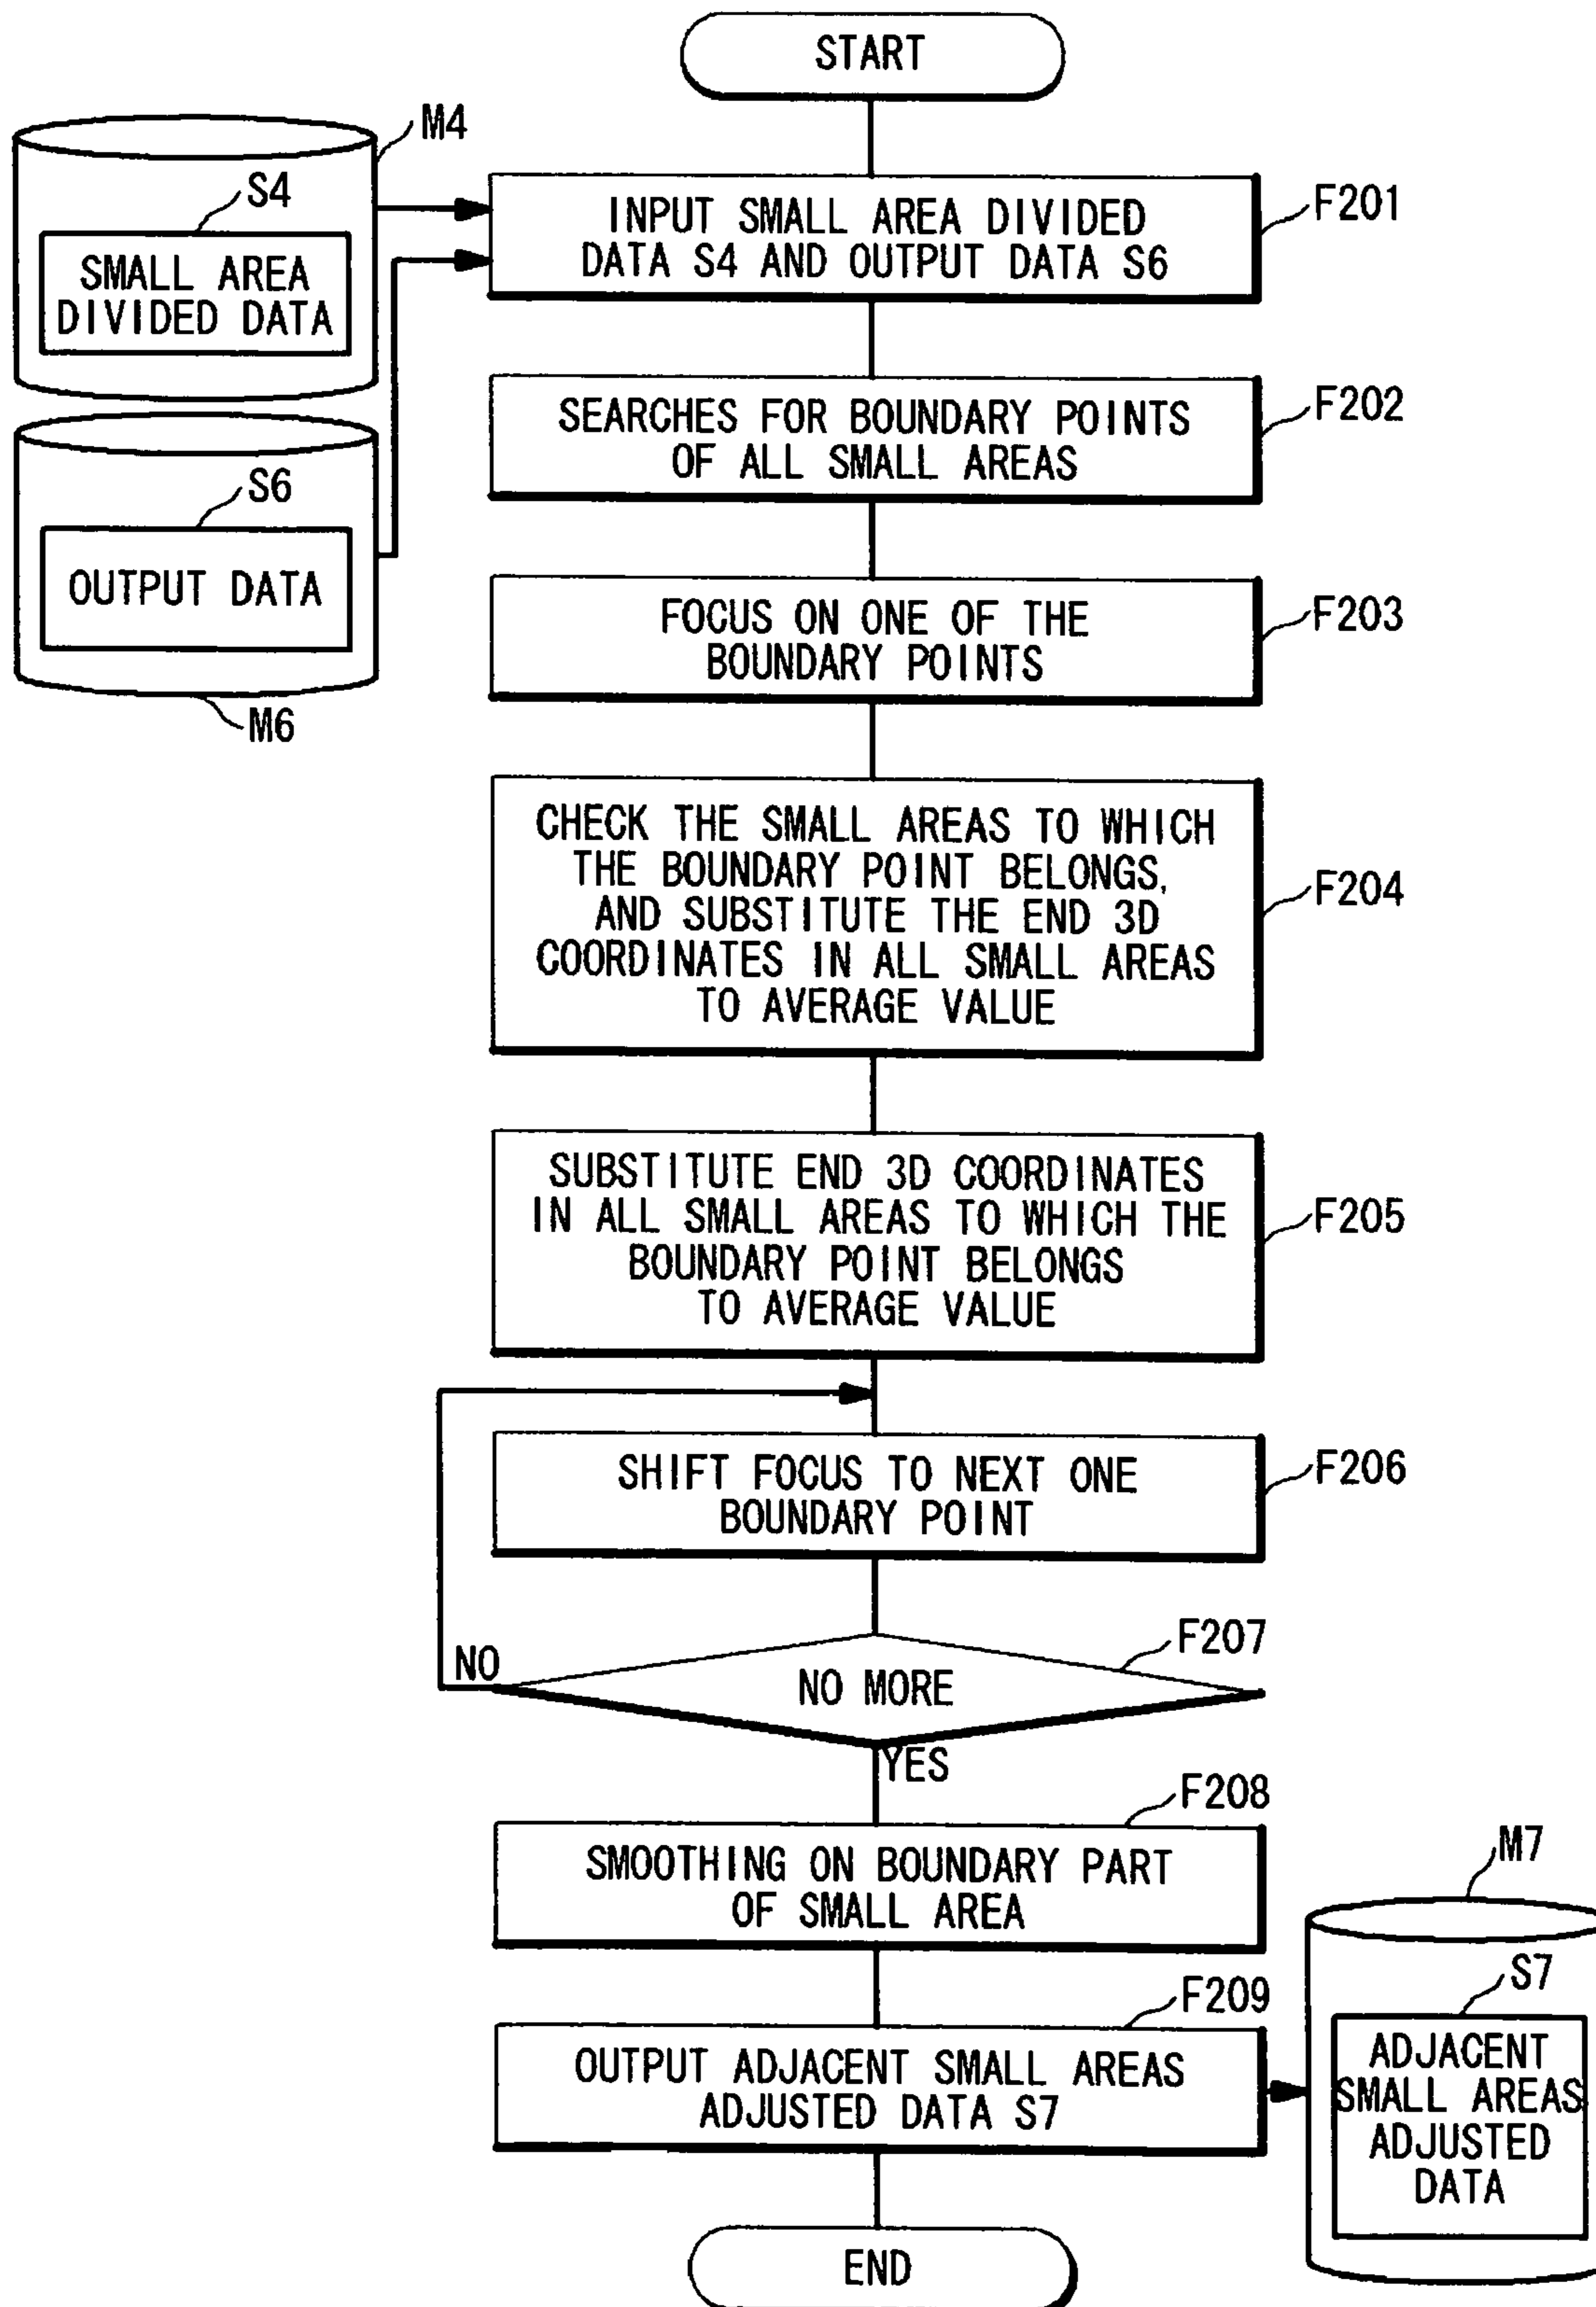 START
M4
S4
SMALL AREA
DIVIDED DATA
INPUT SMALL AREA DIVIDED
DATA S4 AND OUTPUT DATA S6
F201
SEARCHES FOR BOUNDARY POINTS
OF ALL SMALL AREAS
F202
S6
OUTPUT DATA
M6
FOCUS ON ONE OF THE
BOUNDARY POINTS
F203
CHECK THE SMALL AREAS TO WHICH
THE BOUNDARY POINT BELONGS,
AND SUBSTITUTE THE END 3D
COORDINATES IN ALL SMALL AREAS
TO AVERAGE VALUE
F204
SUBSTITUTE END 3D COORDINATES
IN ALL SMALL AREAS TO WHICH THE
BOUNDARY POINT BELONGS
TO AVERAGE VALUE
F205
SHIFT FOCUS TO NEXT ONE
BOUNDARY POINT
F206
F207
NO
NO MORE
YES
F208
SMOOTHING ON BOUNDARY PART
OF SMALL AREA
M7
F209
OUTPUT ADJACENT SMALL AREAS
ADJUSTED DATA S7
S7
ADJACENT
SMALL AREAS
ADJUSTED
DATA
END